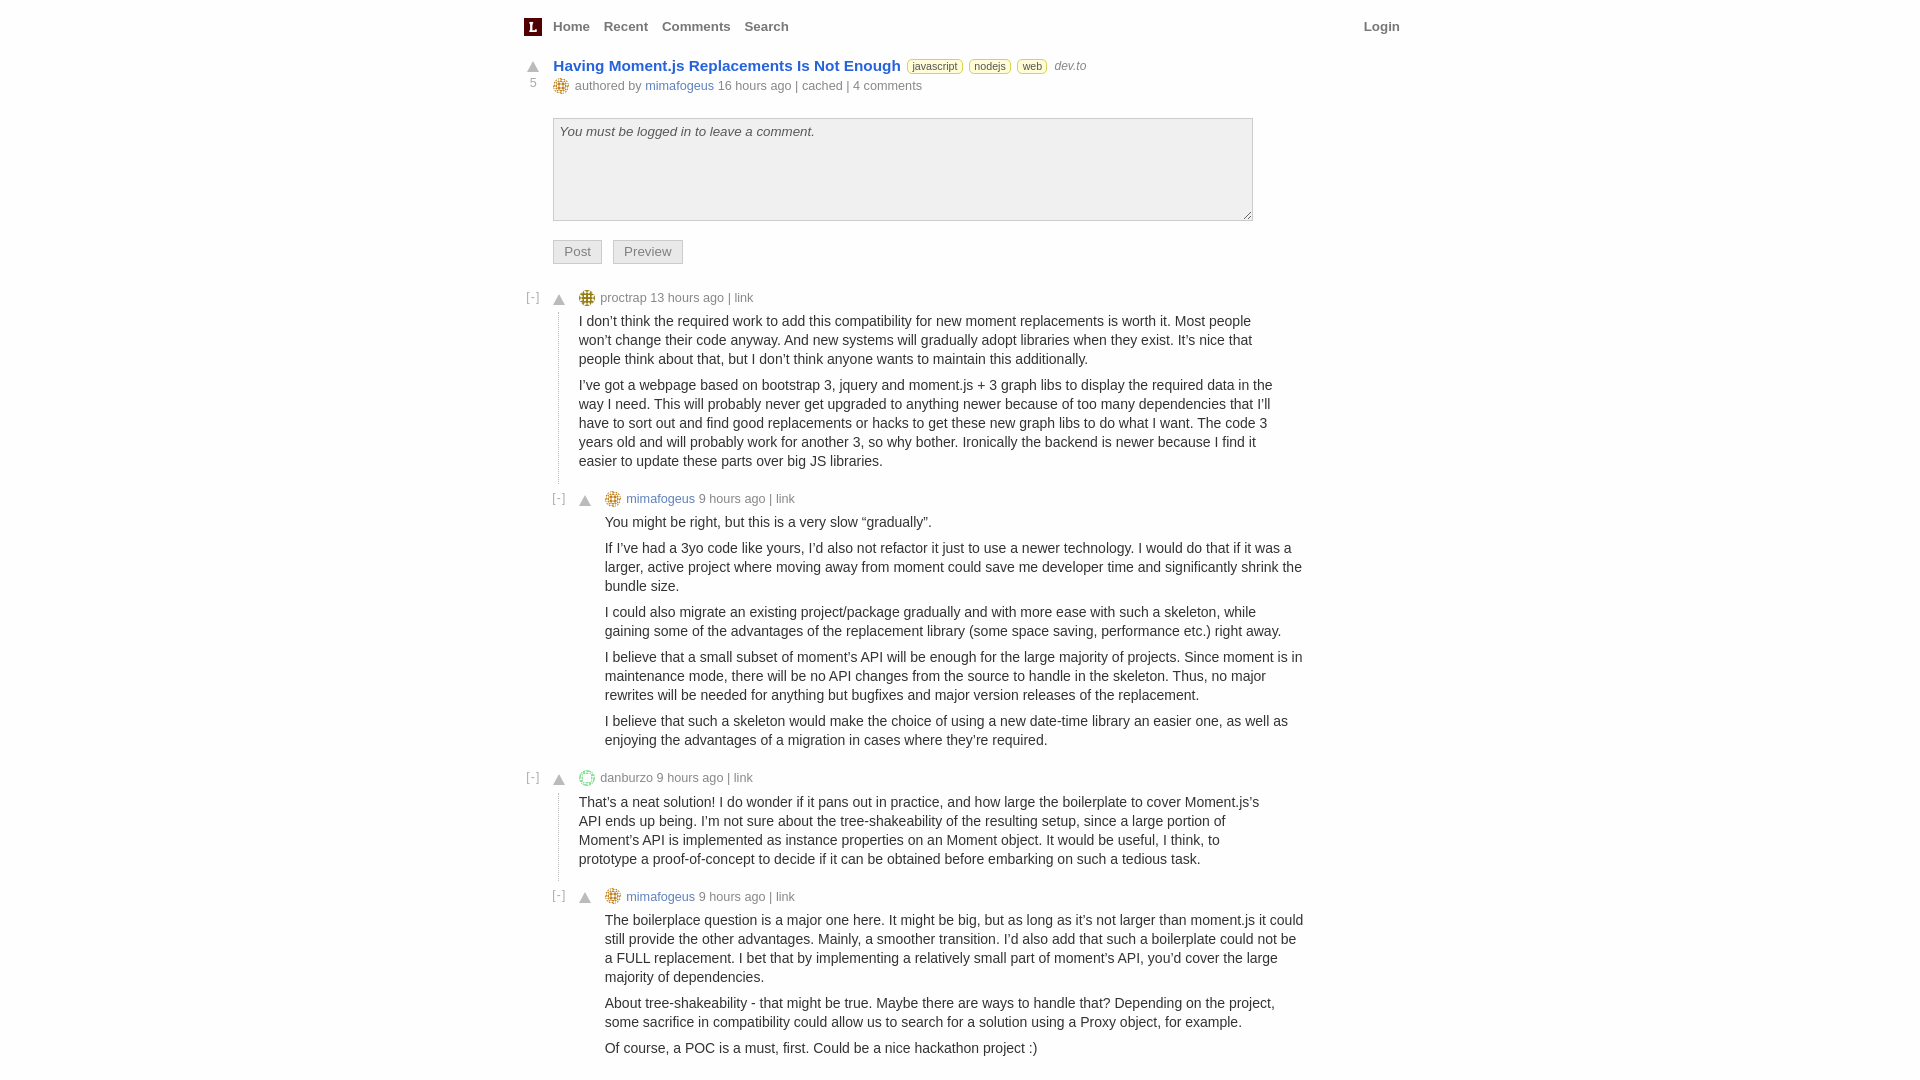 L Home Recent Comments Search Login
Having Moment.js Replacements Is Not Enough javascript nodejs web dev.to
5
authored by mimafogeus 16 hours ago | cached | 4 comments
You must be logged in to leave a comment.
Post Preview
[-] proctrap 13 hours ago | link
I don’t think the required work to add this compatibility for new moment replacements is worth it. Most people
won’t change their code anyway. And new systems will gradually adopt libraries when they exist. It’s nice that
people think about that, but I don’t think anyone wants to maintain this additionally.
I’ve got a webpage based on bootstrap 3, jquery and moment.js + 3 graph libs to display the required data in the
way I need. This will probably never get upgraded to anything newer because of too many dependencies that I’ll
have to sort out and find good replacements or hacks to get these new graph libs to do what I want. The code 3
years old and will probably work for another 3, so why bother. Ironically the backend is newer because I find it
easier to update these parts over big JS libraries.
[-] mimafogeus 9 hours ago | link
You might be right, but this is a very slow “gradually”.
If I’ve had a 3yo code like yours, I’d also not refactor it just to use a newer technology. I would do that if it was a
larger, active project where moving away from moment could save me developer time and significantly shrink the
bundle size.
I could also migrate an existing project/package gradually and with more ease with such a skeleton, while
gaining some of the advantages of the replacement library (some space saving, performance etc.) right away.
I believe that a small subset of moment’s API will be enough for the large majority of projects. Since moment is in
maintenance mode, there will be no API changes from the source to handle in the skeleton. Thus, no major
rewrites will be needed for anything but bugfixes and major version releases of the replacement.
I believe that such a skeleton would make the choice of using a new date-time library an easier one, as well as
enjoying the advantages of a migration in cases where they’re required.
[-] danburzo 9 hours ago | link
That’s a neat solution! I do wonder if it pans out in practice, and how large the boilerplate to cover Moment.js’s
API ends up being. I’m not sure about the tree-shakeability of the resulting setup, since a large portion of
Moment’s API is implemented as instance properties on an Moment object. It would be useful, I think, to
prototype a proof-of-concept to decide if it can be obtained before embarking on such a tedious task.
[-] mimafogeus 9 hours ago | link
The boilerplace question is a major one here. It might be big, but as long as it’s not larger than moment.js it could
still provide the other advantages. Mainly, a smoother transition. I’d also add that such a boilerplate could not be
a FULL replacement. I bet that by implementing a relatively small part of moment’s API, you’d cover the large
majority of dependencies.
About tree-shakeability - that might be true. Maybe there are ways to handle that? Depending on the project,
some sacrifice in compatibility could allow us to search for a solution using a Proxy object, for example.
Of course, a POC is a must, first. Could be a nice hackathon project :)